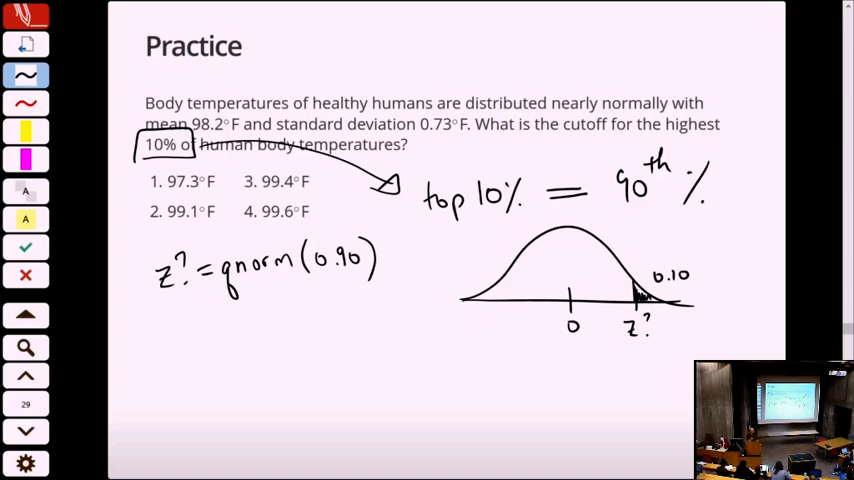 Practice
Body temperatures of healthy humans are distributed nearly normally with
mean 98.2°F and standard deviation 0.73°F. What is the cutoff for the highest
10% of human body temperatures?
1. 97.3°F 3. 99.4°F
2. 99.1°F 4. 99.6°F
top 10% = 90th %
z? = qnorm(0.90)
0.10
0 z?
A
A
29